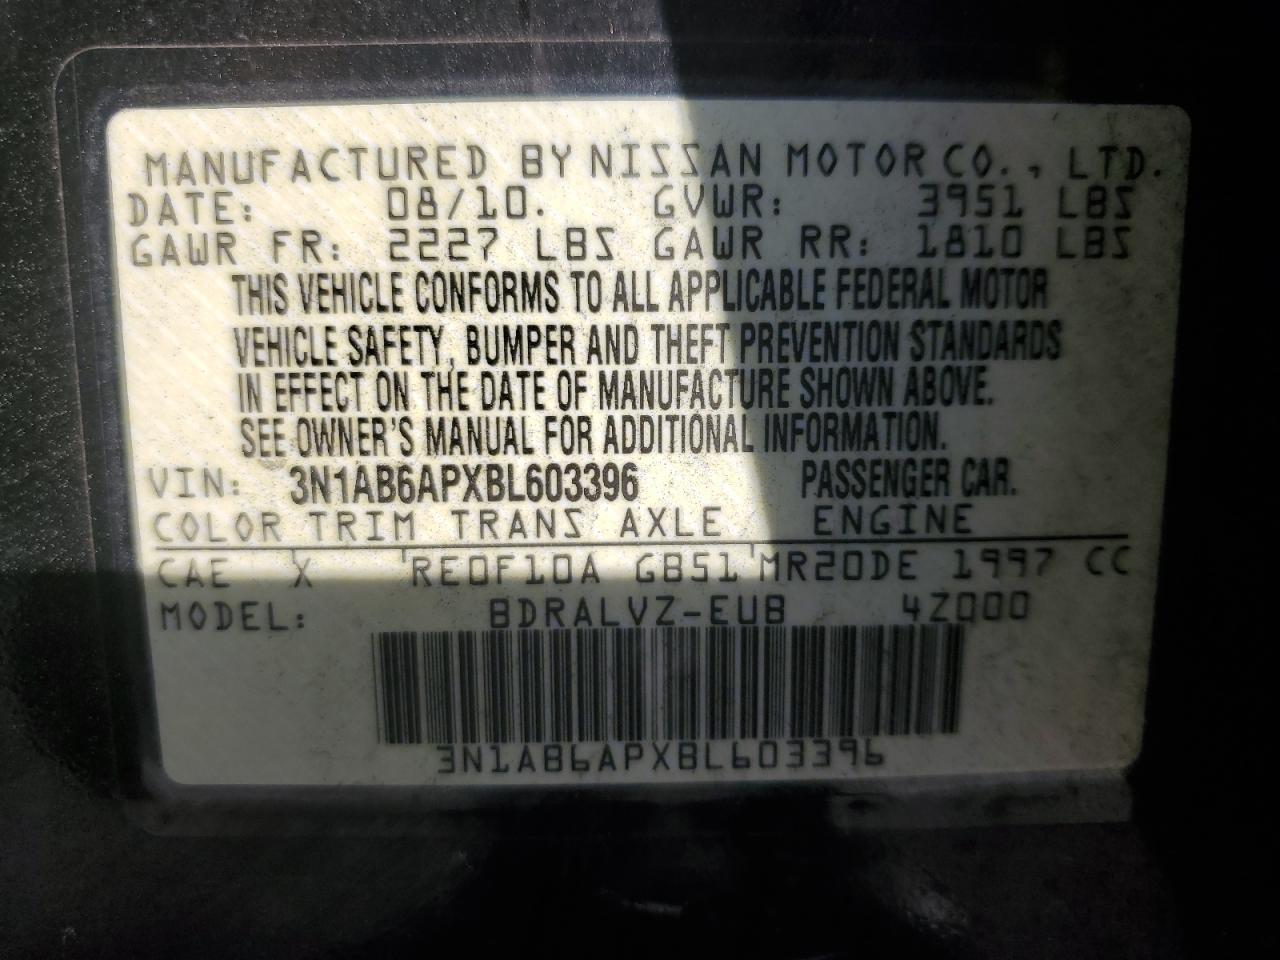 MANUFACTURED BY NISSAN MOTOR CO., LTD.
DATE: 08/10. GVWR: 3951 LBS
GAWR FR: 2227 LBS GAWR RR: 1810 LBS
THIS VEHICLE CONFORMS TO ALL APPLICABLE FEDERAL MOTOR
VEHICLE SAFETY, BUMPER AND THEFT PREVENTION STANDARDS
IN EFFECT ON THE DATE OF MANUFACTURE SHOWN ABOVE.
SEE OWNER'S MANUAL FOR ADDITIONAL INFORMATION.
VIN: 3N1AB6APXBL603396 PASSENGER CAR.
COLOR TRIM TRANS AXLE ENGINE
CAE X RE0F10A GB51 MR20DE 1997 CC
MODEL: BDRALVZ-EUB 4Z000
3N1AB6APXBL603396